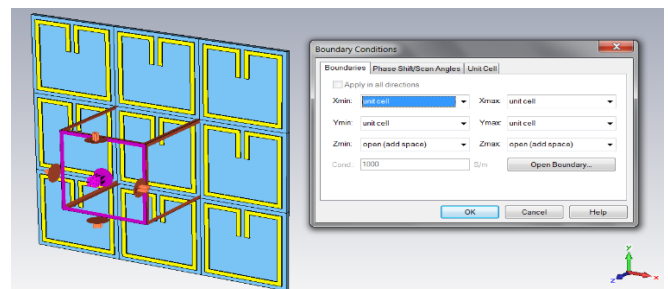 Boundary Conditions
Boundaries Phase Shift/Scan Angles Unit Cell
Apply in all directions
Xmin: unit cell Xmax: unit cell
Ymin: unit cell Ymax: unit cell
Zmin: open (add space) Zmax: open (add space)
Cond.: 1000 S/m Open Boundary...
OK Cancel Help
y
z x